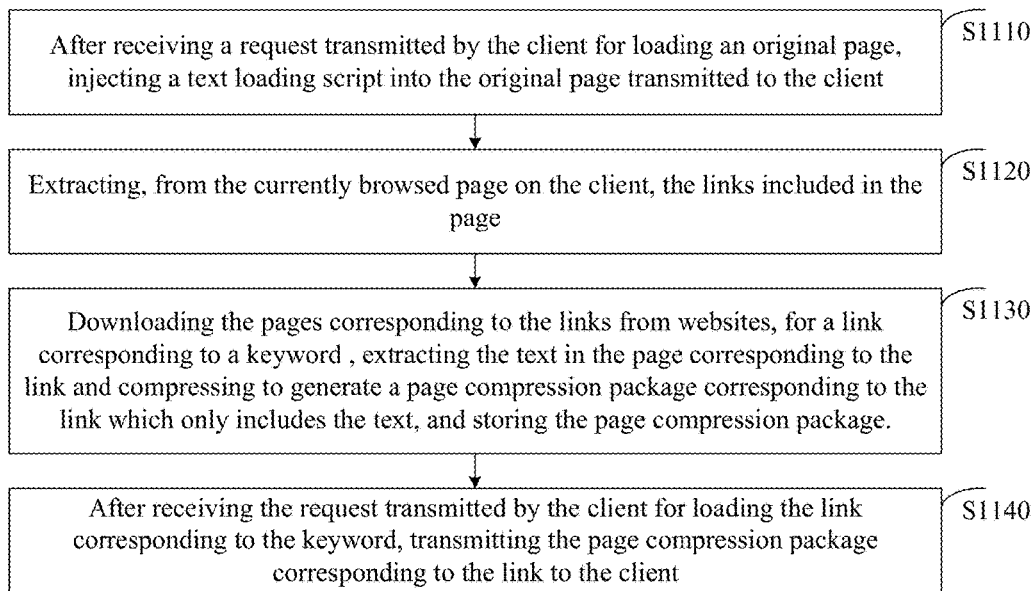 After receiving a request transmitted by the client for loading an original page,
injecting a text loading script into the original page transmitted to the client
S1110
Extracting, from the currently browsed page on the client, the links included in the
page
S1120
Downloading the pages corresponding to the links from websites, for a link
corresponding to a keyword , extracting the text in the page corresponding to the
link and compressing to generate a page compression package corresponding to the
link which only includes the text, and storing the page compression package.
S1130
After receiving the request transmitted by the client for loading the link
corresponding to the keyword, transmitting the page compression package
corresponding to the link to the client
S1140